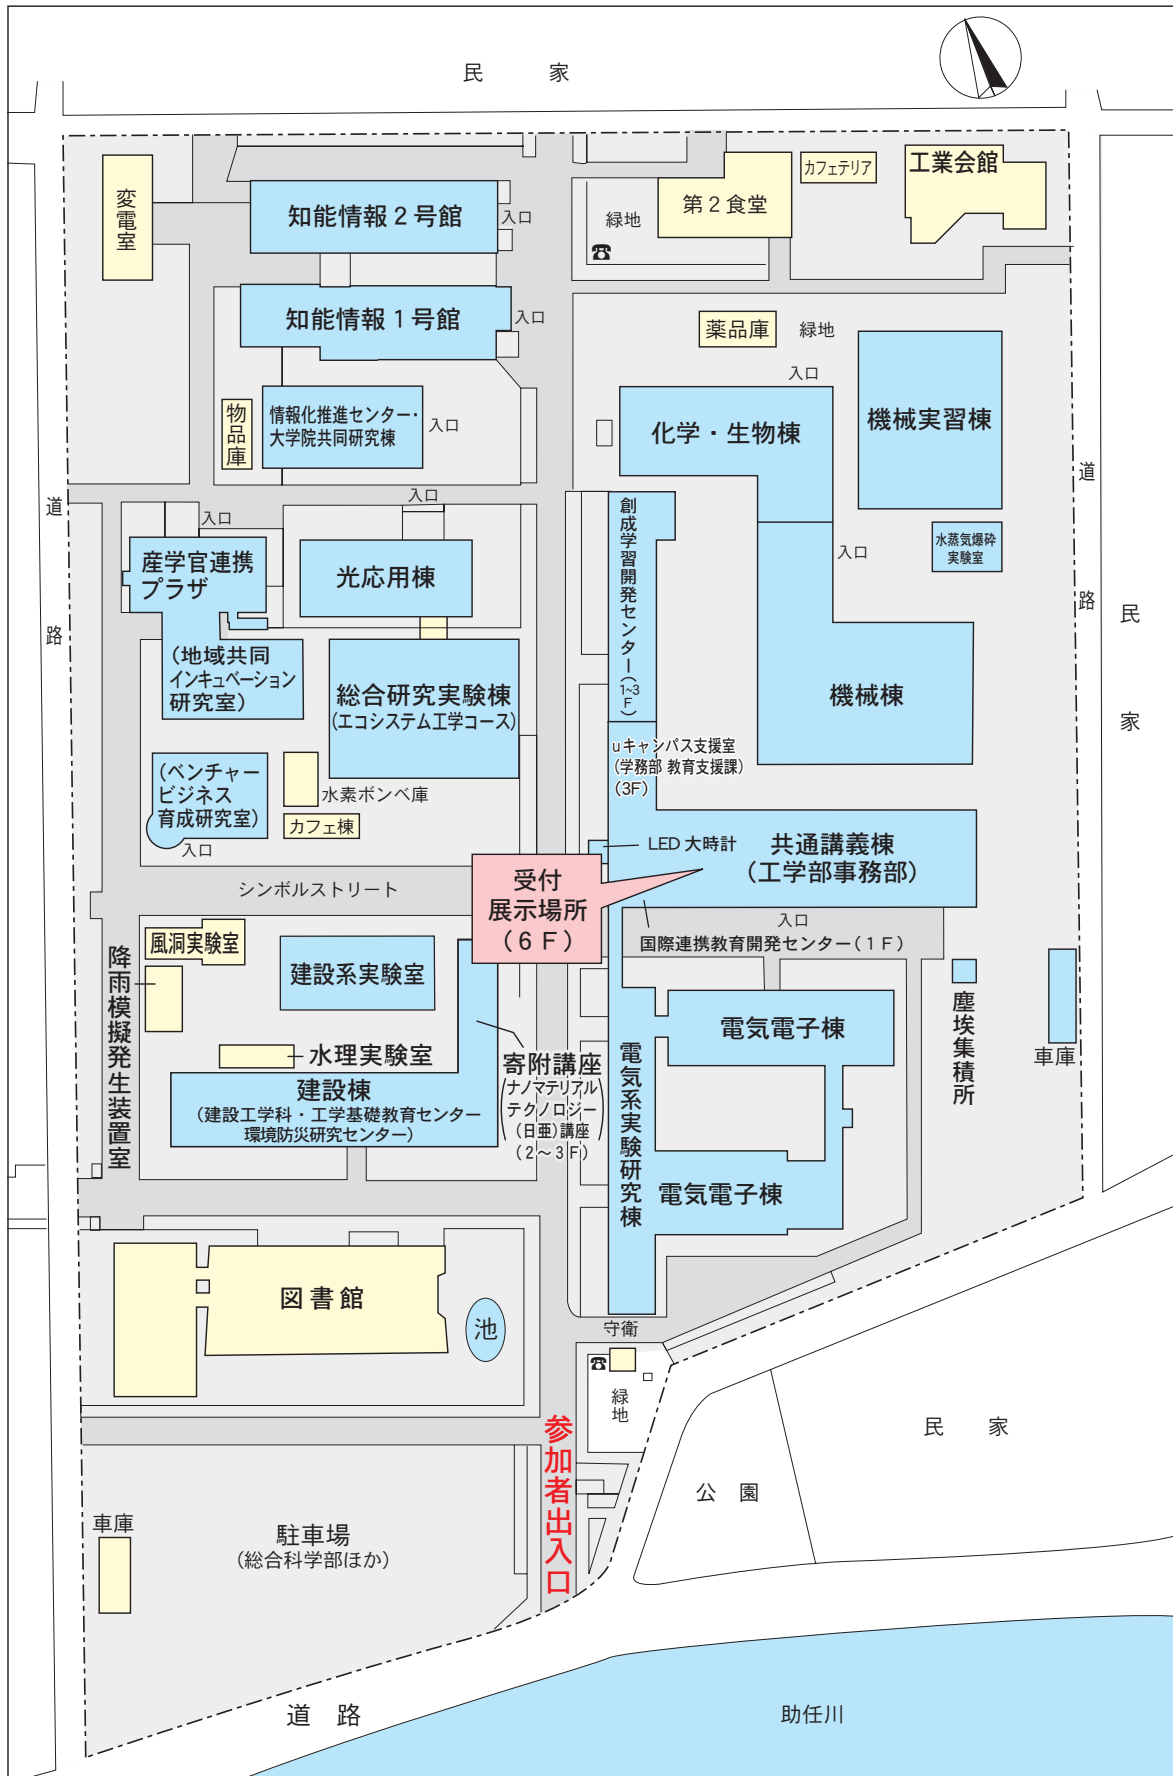 民 家
変電室
知能情報2号館
入口
緑地
第2食堂
カフェテリア
工業会館
知能情報1号館
入口
薬品庫
緑地
物品庫
情報化推進センター・
大学院共同研究棟
入口
入口
化学・生物棟
機械実習棟
道 路
道 路
入口
入口
産学官連携
プラザ
光応用棟
創成学習開発センター(1~3F)
入口
水蒸気爆砕
実験室
民 家
(地域共同
インキュベーション
研究室)
総合研究実験棟
(エコシステム工学コース)
機械棟
uキャンパス支援室
(学務部 教育支援課)
(3F)
(ベンチャー
ビジネス
育成研究室)
入口
水素ボンベ庫
カフェ棟
LED 大時計
共通講義棟
(工学部事務部)
シンボルストリート
受付
展示場所
(6F)
入口
国際連携教育開発センター(1F)
風洞実験室
降雨模擬発生装置室
建設系実験室
水理実験室
建設棟
(建設工学科・工学基礎教育センター
環境防災研究センター)
寄附講座
(ナノマテリアル
テクノロジー
(日亜)講座
(2～3F))
電気系実験研究棟
電気電子棟
塵埃集積所
車庫
電気電子棟
図書館
池
守衛
緑地
参加者出入口
民 家
公 園
車庫
駐車場
(総合科学部ほか)
道 路
助任川